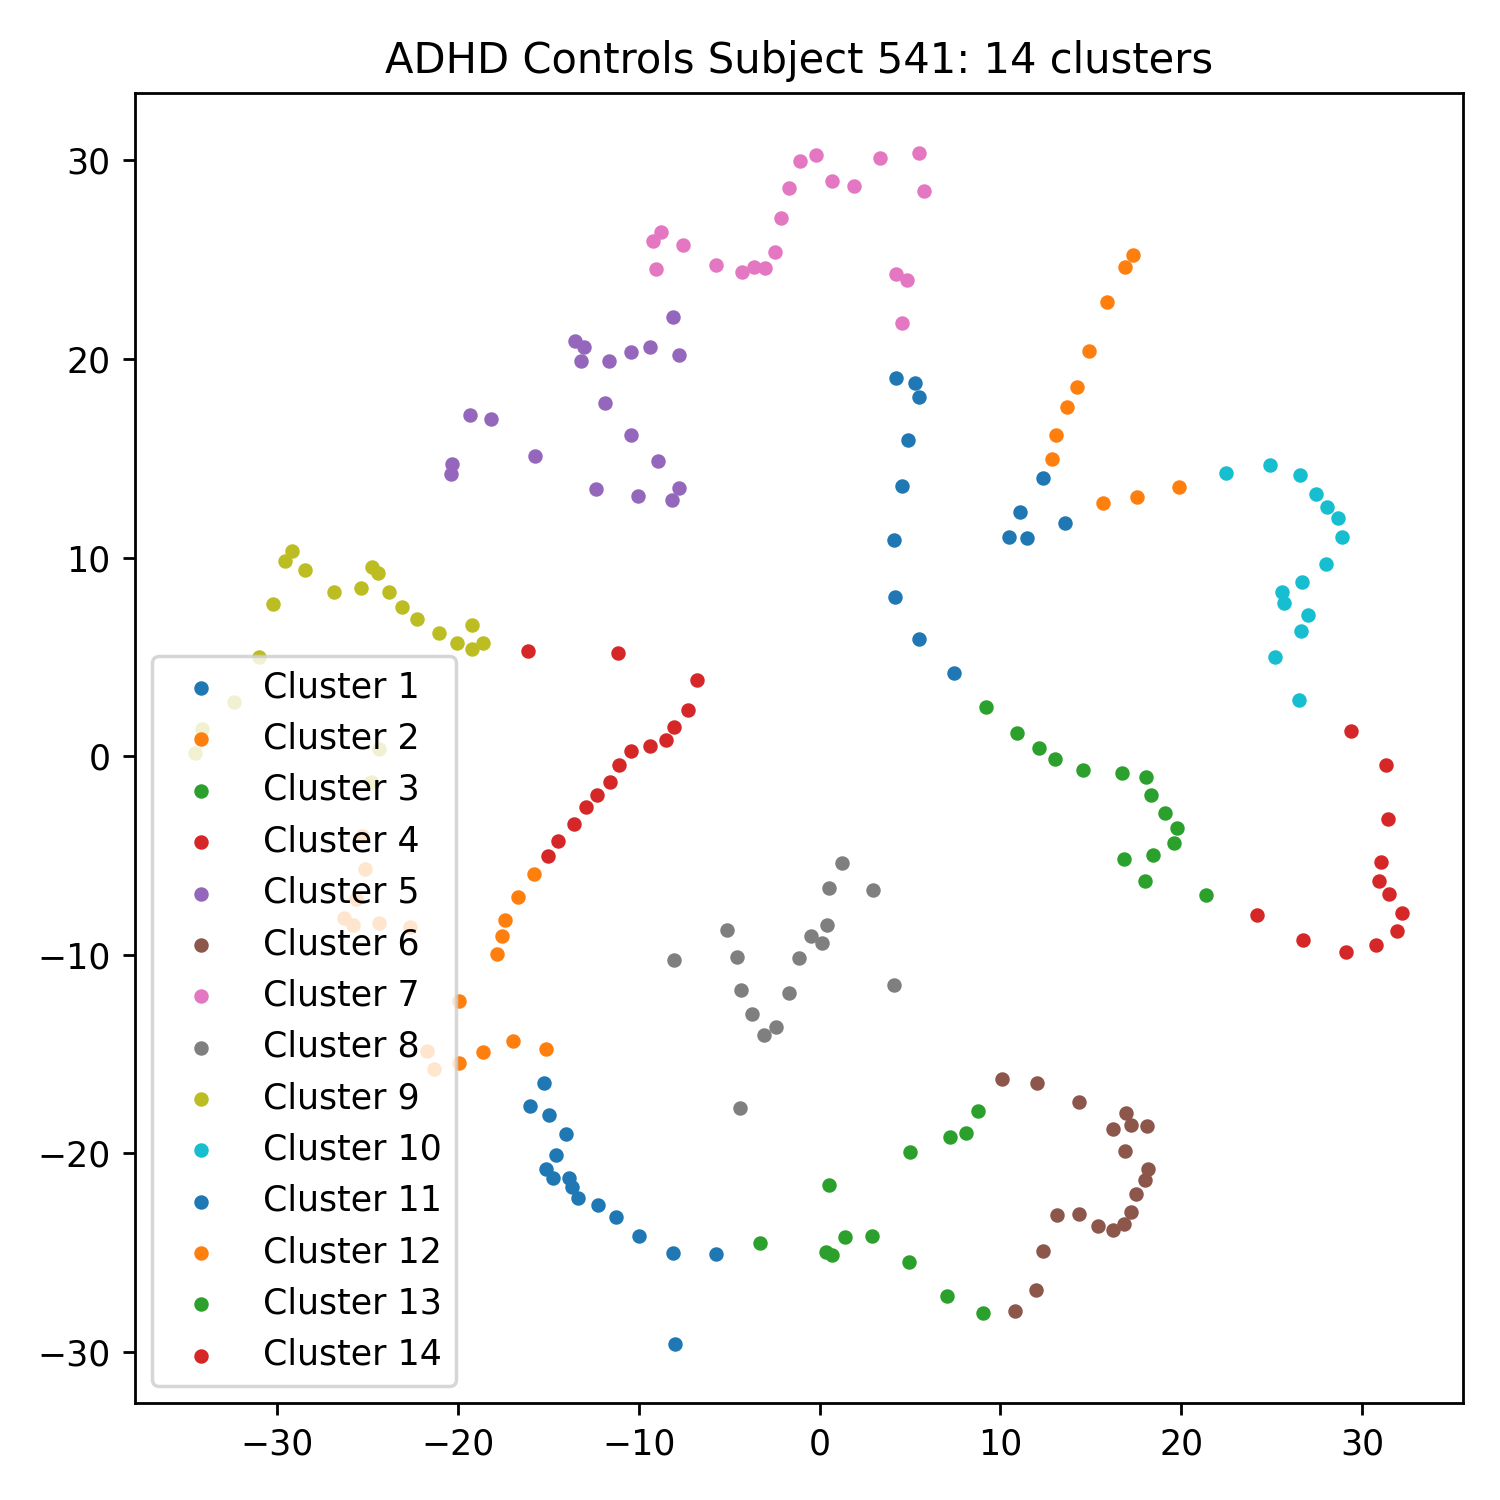 ADHD Controls Subject 541: 14 clusters
30
20
10
0
−10
−20
−30
Cluster 1
Cluster 2
Cluster 3
Cluster 4
Cluster 5
Cluster 6
Cluster 7
Cluster 8
Cluster 9
Cluster 10
Cluster 11
Cluster 12
Cluster 13
Cluster 14
−30 −20 −10 0 10 20 30